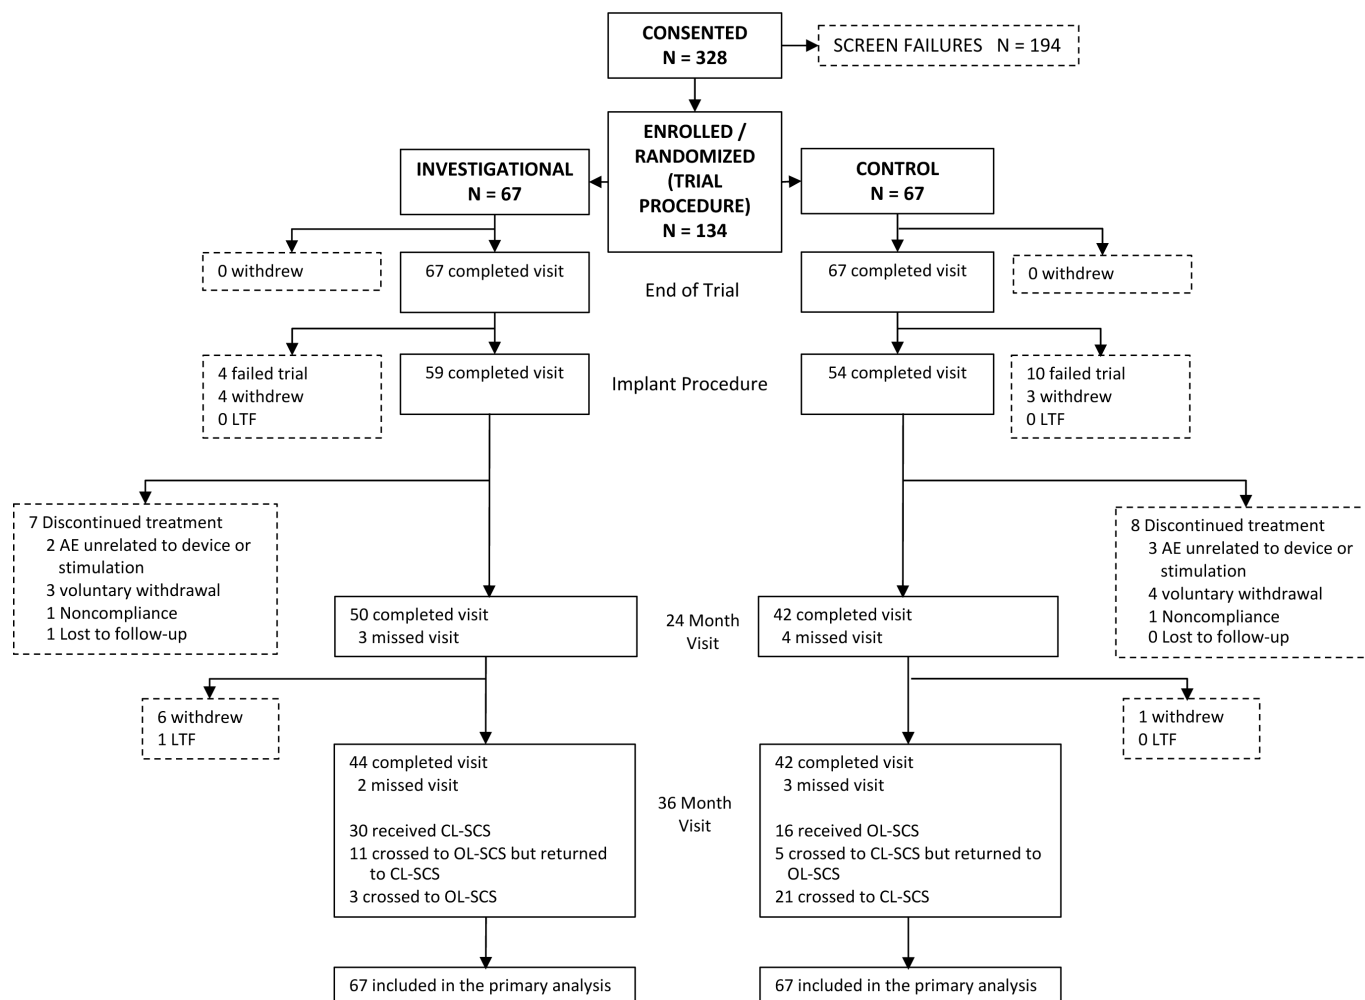 CONSENTED
N = 328
SCREEN FAILURES N = 194
ENROLLED /
RANDOMIZED
(TRIAL
PROCEDURE)
N = 134
INVESTIGATIONAL
N = 67
CONTROL
N = 67
0 withdrew
67 completed visit
End of Trial
67 completed visit
0 withdrew
4 failed trial
4 withdrew
0 LTF
59 completed visit
Implant Procedure
54 completed visit
10 failed trial
3 withdrew
0 LTF
7 Discontinued treatment
2 AE unrelated to device or
stimulation
3 voluntary withdrawal
1 Noncompliance
1 Lost to follow-up
8 Discontinued treatment
3 AE unrelated to device or
stimulation
4 voluntary withdrawal
1 Noncompliance
0 Lost to follow-up
50 completed visit
3 missed visit
24 Month
Visit
42 completed visit
4 missed visit
6 withdrew
1 LTF
1 withdrew
0 LTF
44 completed visit
2 missed visit
30 received CL-SCS
11 crossed to OL-SCS but returned
to CL-SCS
3 crossed to OL-SCS
36 Month
Visit
42 completed visit
3 missed visit
16 received OL-SCS
5 crossed to CL-SCS but returned to
OL-SCS
21 crossed to CL-SCS
67 included in the primary analysis
67 included in the primary analysis